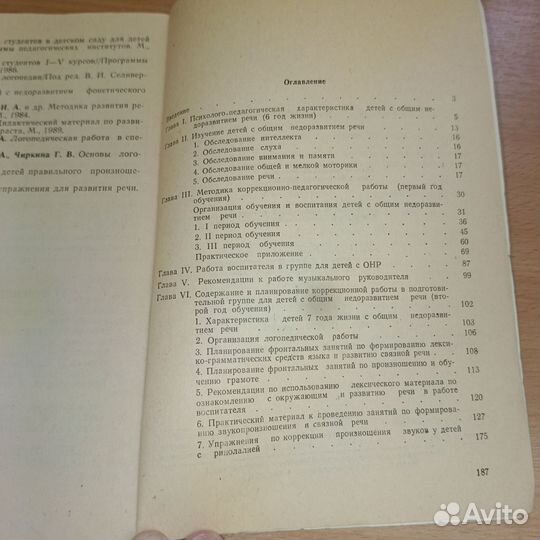 студентов в детском саду для детей
ммы педагогических институтов. М.,
студентов I—V курсов//Программы
1986.
логопедии/Под ред. В. И. Селивер-
с недоразвитием фонетического
И. А. и др. Методика развития ре-
М., 1984.
Дидактический материал по разви-
раста, М., 1989.
А. Логопедическая работа в спе-
А., Чиркина Г. В. Основы лого-
детей правильного произноше-
упражнения для развития речи.
Оглавление
Введение . . . 3
Глава I. Психолого-педагогическая характеристика детей с общим не-
доразвитием речи (6 год жизни) . . . 5
Глава II. Изучение детей с общим недоразвитием речи . . . 13
1. Обследование интеллекта . . . 16
2. Обследование слуха . . . 16
3. Обследование внимания и памяти . . . 16
4. Обследование общей и мелкой моторики . . . 17
5. Обследование речи . . . 17
Глава III. Методика коррекционно-педагогической работы (первый год
обучения) . . . 30
Организация обучения и воспитания детей с общим недоразви-
тием речи . . . 31
1. I период обучения . . . 36
2. II период обучения . . . 45
3. III период обучения . . . 60
Практическое приложение . . . 69
Глава IV. Работа воспитателя в группе для детей с ОНР . . . 87
Глава V. Рекомендации к работе музыкального руководителя . . . 99
Глава VI. Содержание и планирование коррекционной работы в подготови-
тельной группе для детей с общим недоразвитием речи (вто-
рой год обучения) . . . 102
1. Характеристика детей 7 года жизни с общим недоразви-
тием речи . . . 103
2. Организация логопедической работы . . . 106
3. Планирование фронтальных занятий по формированию лекси-
ко-грамматических средств языка и развитию связной речи . . . 108
4. Планирование фронтальных занятий по произношению и обу-
чению грамоте . . . 113
5. Рекомендации по использованию лексического материала по
ознакомлению с окружающим и развитию речи в работе
воспитателя . . . 120
6. Практический материал к проведению занятий по формирова-
нию звукопроизношения и связной речи . . . 127
7. Упражнения по коррекции произношения звуков у детей
с ринолалией . . . 175
187
Avito